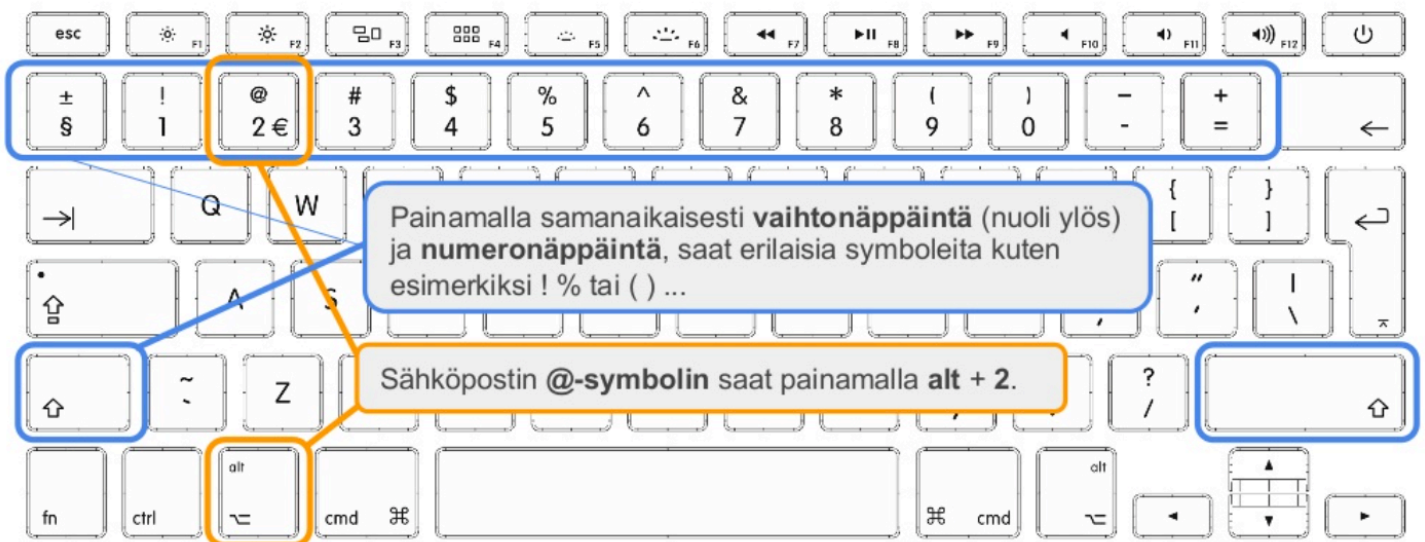 esc F1 F2 F3 F4 F5 F6 F7 F8 F9 F10 F11 F12
± ! @ # $ % ^ & * ( ) – +
§ 1 2 € 3 4 5 6 7 8 9 0 - =
Q W { }
[ ]
Painamalla samanaikaisesti vaihtonäppäintä (nuoli ylös)
ja numeronäppäintä, saat erilaisia symboleita kuten
esimerkiksi ! % tai ( ) ...
A S " |
, ' \
Sähköpostin @-symbolin saat painamalla alt + 2.
~ Z ?
` /
alt alt
fn ctrl cmd ⌘ ⌘ cmd